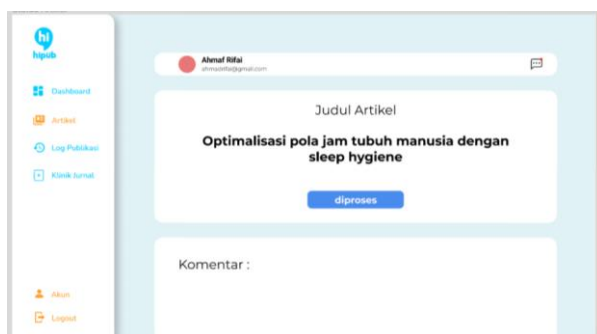 hi
hipub
Dashboard
Artikel
Log Publikasi
Klinik Jurnal
Akun
Logout
Ahmaf Rifai
Judul Artikel
Optimalisasi pola jam tubuh manusia dengan
sleep hygiene
diproses
Komentar :